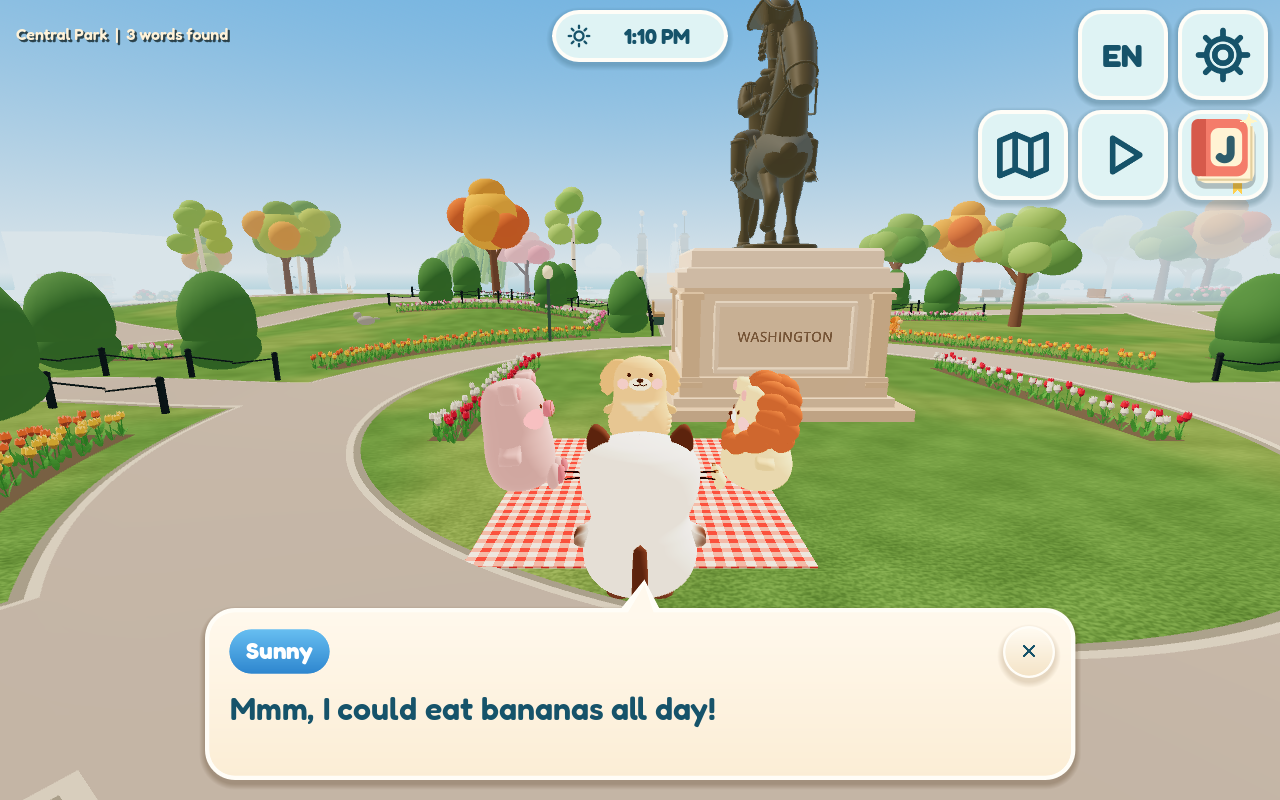 Central Park | 3 words found
1:10 PM
EN
J
WASHINGTON
Sunny
Mmm, I could eat bananas all day!